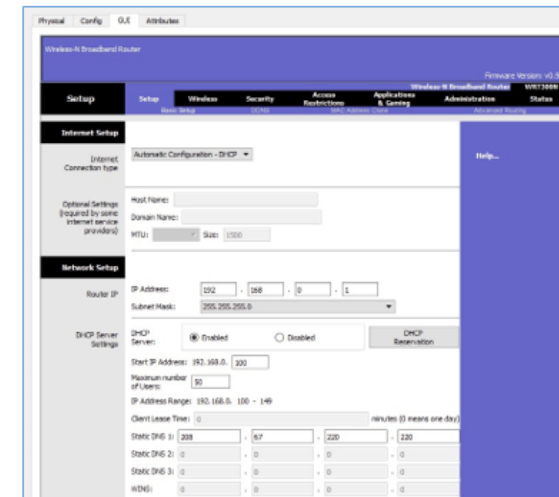 Physical Config GUI Attributes
Wireless-N Broadband Router
Firmware Version: v0.9
Wireless-N Broadband Router WRT300N
Setup
Setup Wireless Security Access Restrictions Applications & Gaming Administration Status
Basic Setup DDNS MAC Address Clone Advanced Routing
Internet Setup
Internet Connection type
Automatic Configuration - DHCP
Help...
Optional Settings (required by some internet service providers)
Host Name:
Domain Name:
MTU: Size: 1500
Network Setup
Router IP
IP Address: 192 . 168 . 0 . 1
Subnet Mask: 255.255.255.0
DHCP Server Settings
DHCP Server: Enabled Disabled DHCP Reservation
Start IP Address: 192.168.0. 100
Maximum number of Users: 50
IP Address Range: 192.168.0. 100 - 149
Client Lease Time: 0 minutes (0 means one day)
Static DNS 1: 208 . 67 . 220 . 220
Static DNS 2: 0 . 0 . 0 . 0
Static DNS 3: 0 . 0 . 0 . 0
WINS: 0 . 0 . 0 . 0